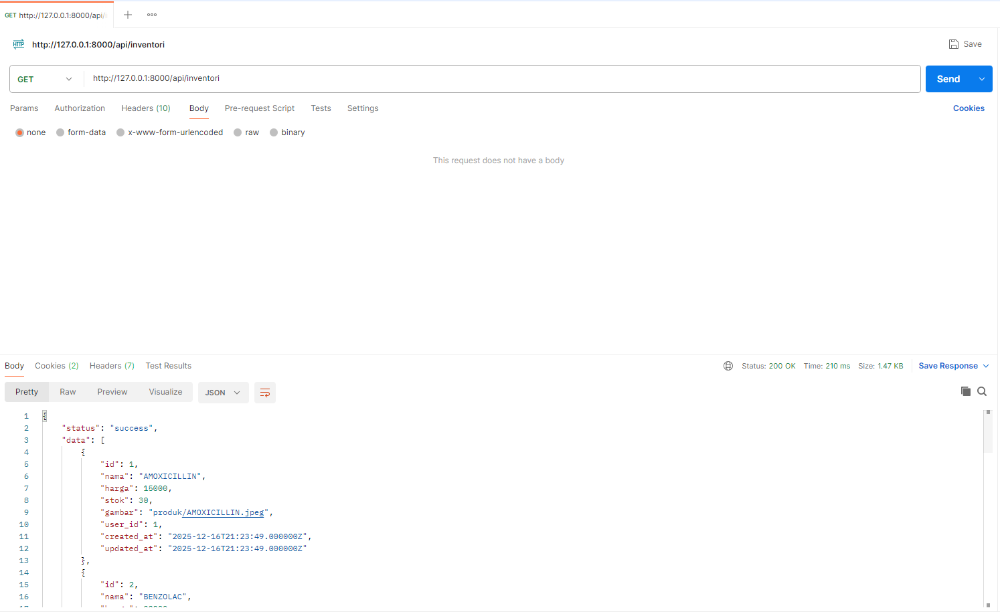 GET http://127.0.0.1:8000/api/i
HTTP http://127.0.0.1:8000/api/inventori
Save
GET http://127.0.0.1:8000/api/inventori
Send
Params Authorization Headers (10) Body Pre-request Script Tests Settings Cookies
none form-data x-www-form-urlencoded raw binary
This request does not have a body
Body Cookies (2) Headers (7) Test Results Status: 200 OK Time: 210 ms Size: 1.47 KB Save Response
Pretty Raw Preview Visualize JSON
1 {
2 "status": "success",
3 "data": [
4 {
5 "id": 1,
6 "nama": "AMOXICILLIN",
7 "harga": 15000,
8 "stok": 30,
9 "gambar": "produk/AMOXICILLIN.jpeg",
10 "user_id": 1,
11 "created_at": "2025-12-16T21:23:49.000000Z",
12 "updated_at": "2025-12-16T21:23:49.000000Z"
13 },
14 {
15 "id": 2,
16 "nama": "BENZOLAC",